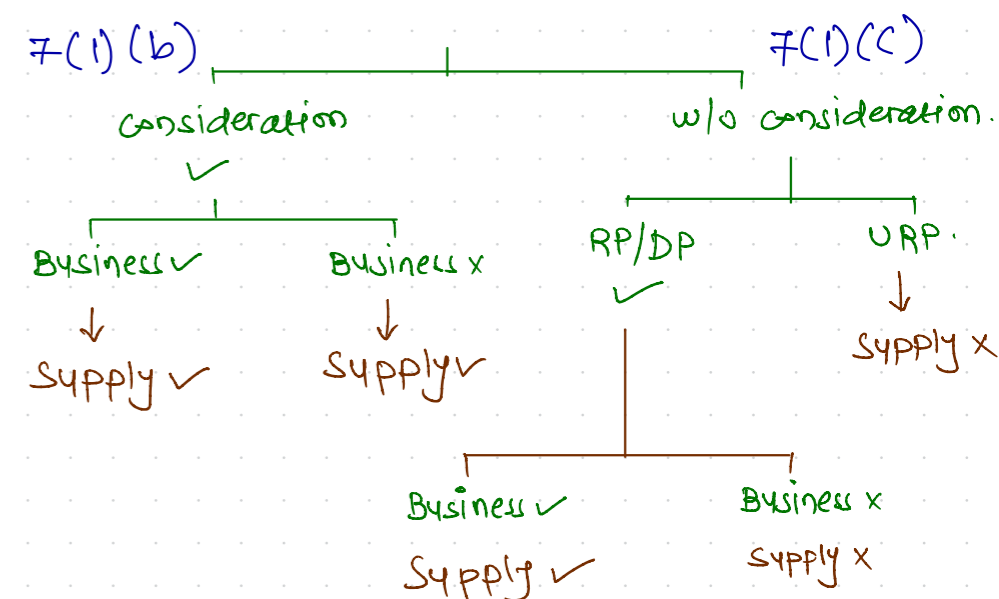 7(1)(b)
7(1)(c)
consideration
w/o consideration.
✓
RP/DP
URP.
Business✓
Business x
✓
Supply x
Supply ✓
Supply✓
Business ✓
Business x
Supply ✓
Supply x